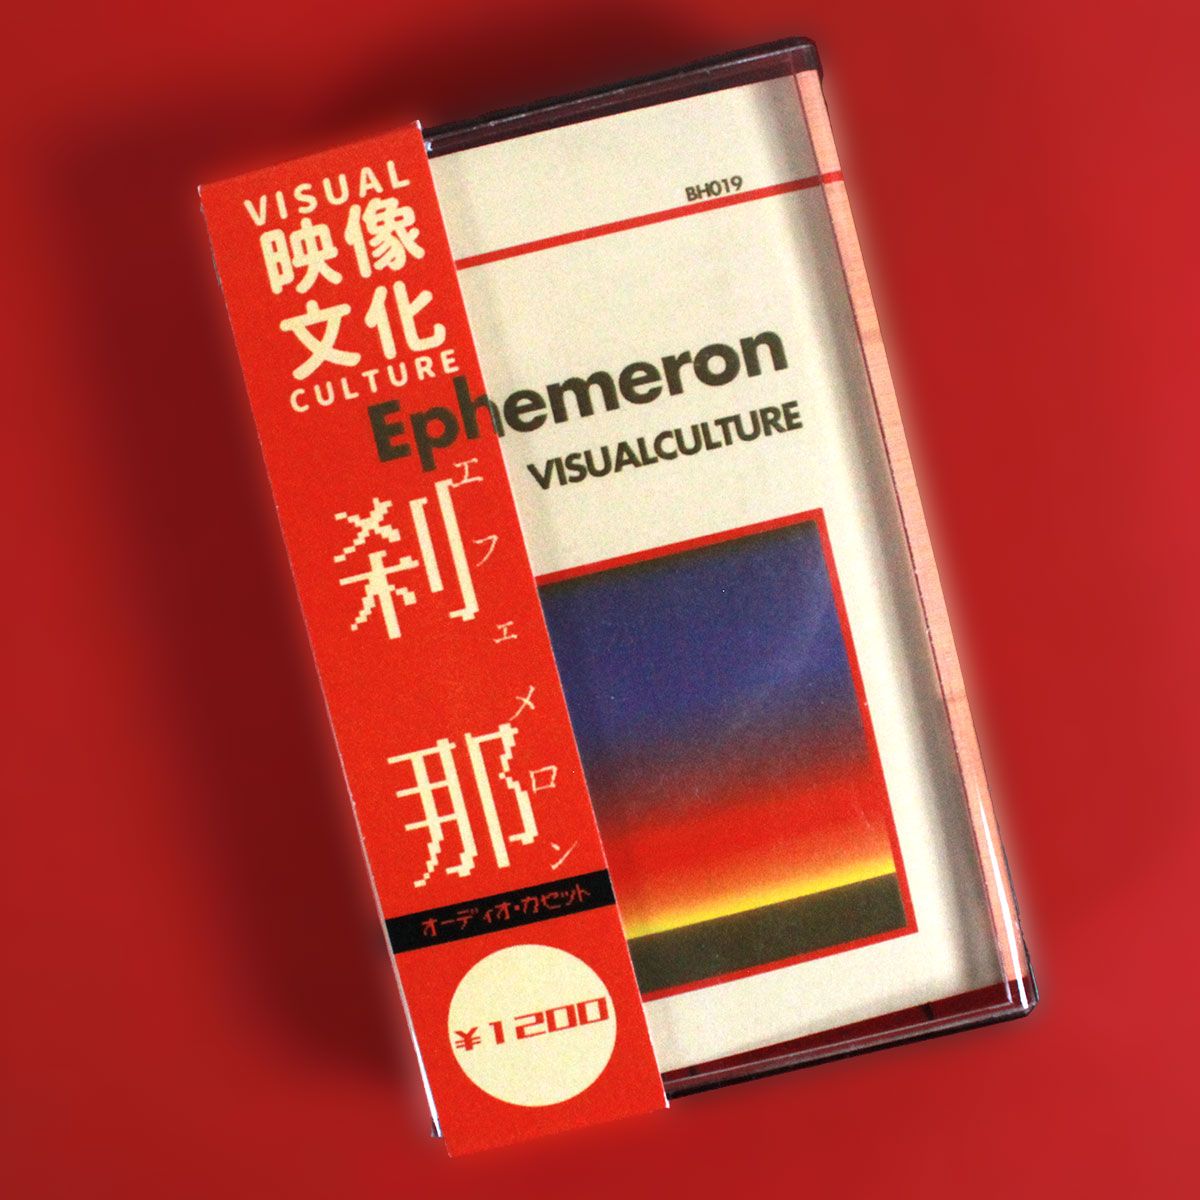 VISUAL
映像
文化
CULTURE
Ephemeron
刹那
エフェメロン
オーディオ・カセット
¥1200
BH019
VISUALCULTURE